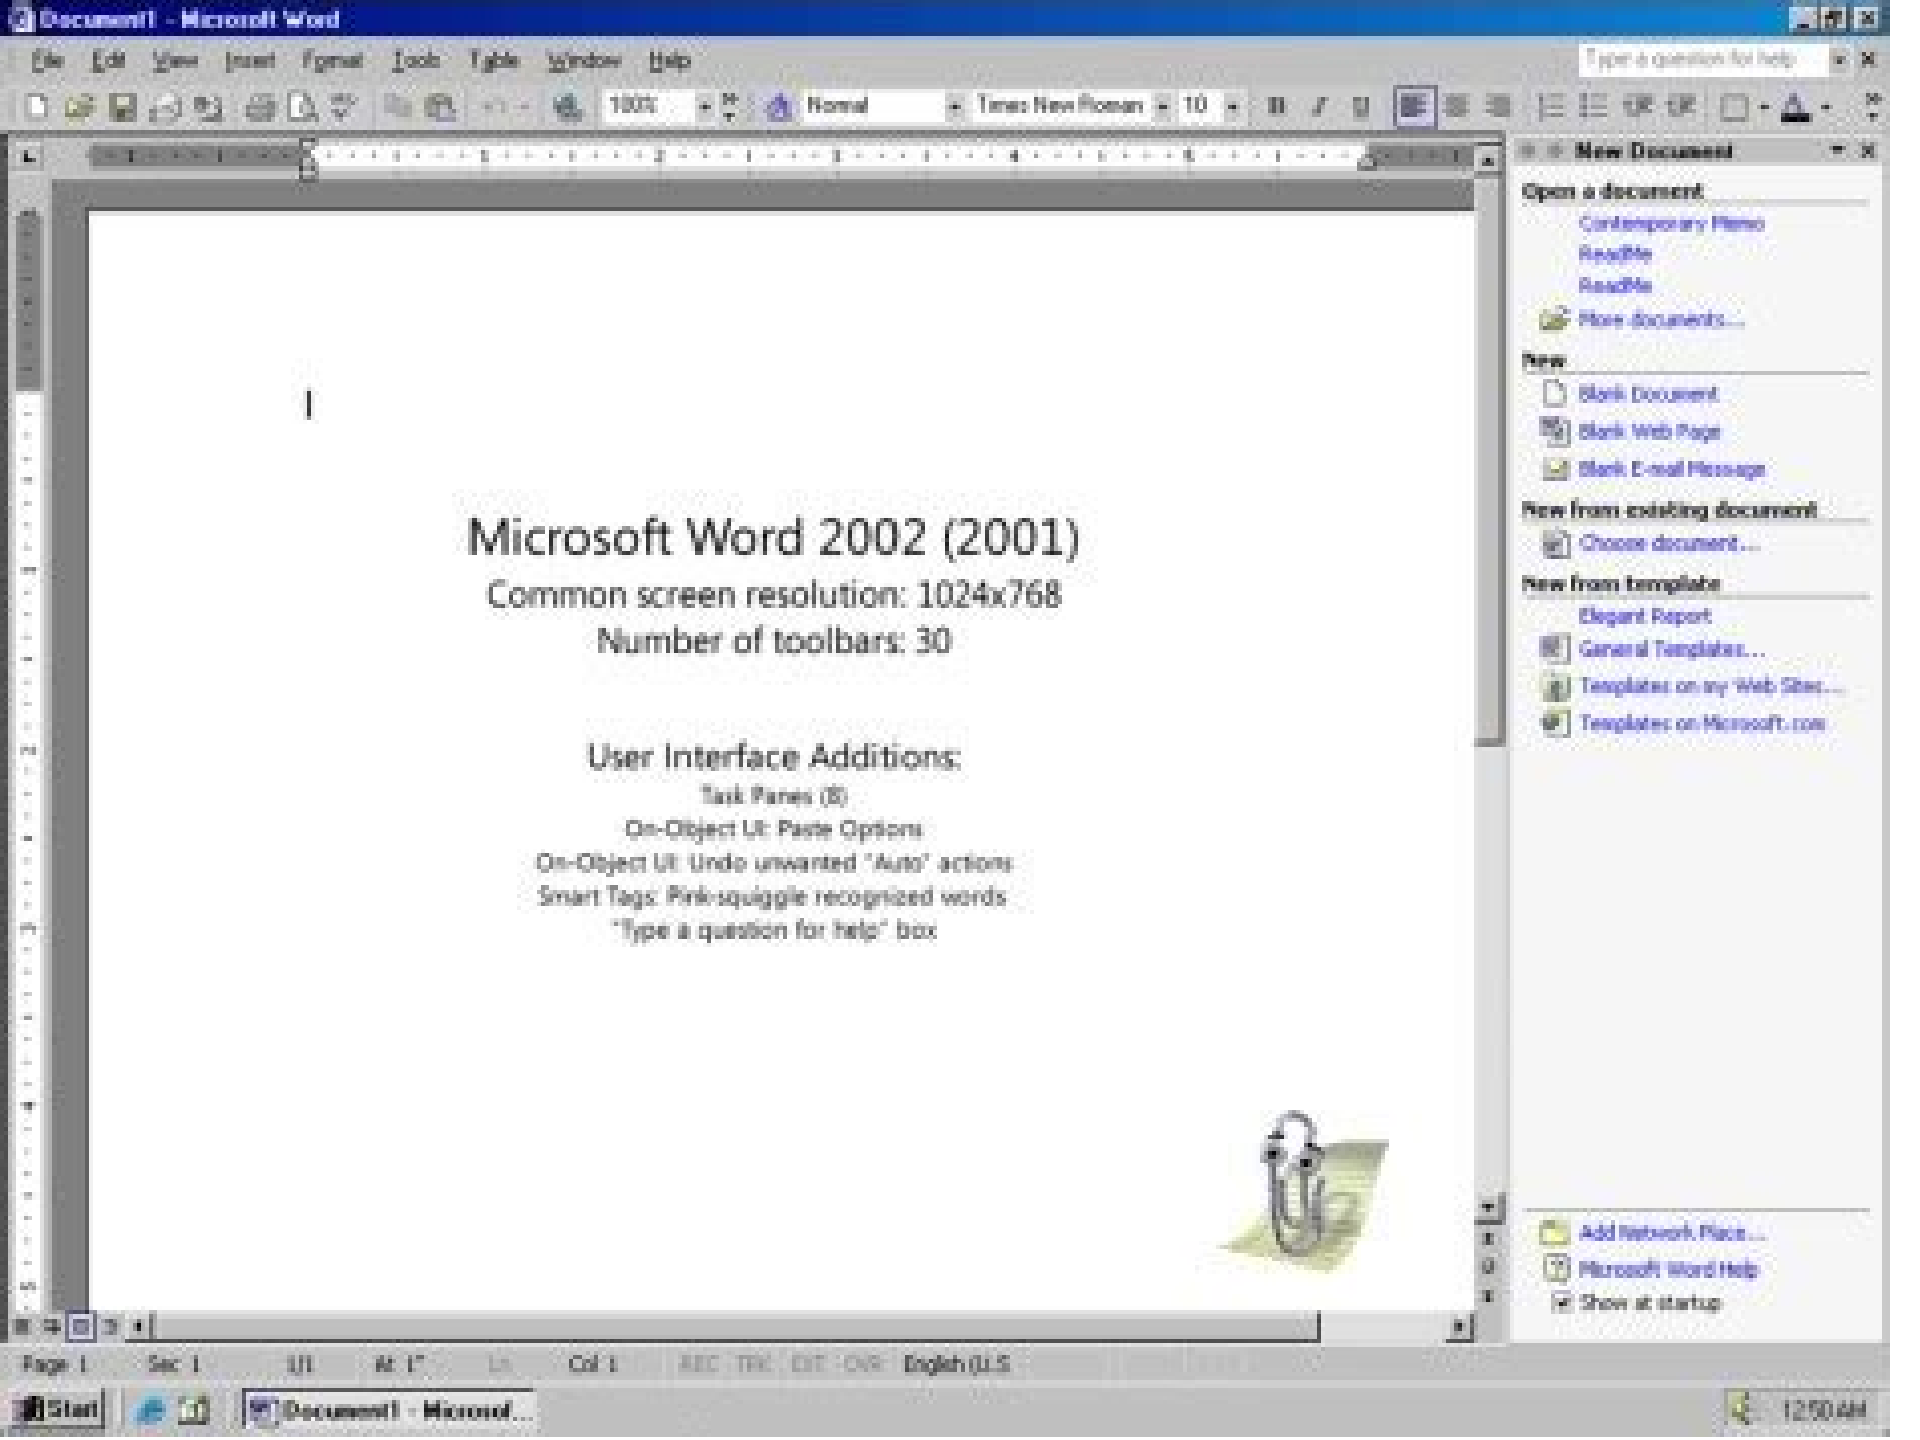 Document1 - Microsoft Word
File Edit View Insert Format Tools Table Window Help
Type a question for help
100% Normal Times New Roman 10 B I U
New Document
Open a document
Contemporary Memo
ReadMe
ReadMe
More documents...
New
Blank Document
Blank Web Page
Blank E-mail Message
New from existing document
Choose document...
New from template
Elegant Report
General Templates...
Templates on my Web Sites...
Templates on Microsoft.com
Microsoft Word 2002 (2001)
Common screen resolution: 1024x768
Number of toolbars: 30
User Interface Additions:
Task Panes (8)
On-Object UI: Paste Options
On-Object UI: Undo unwanted "Auto" actions
Smart Tags: Pink-squiggle recognized words
"Type a question for help" box
Add Network Place...
Microsoft Word Help
Show at startup
Page 1 Sec 1 1/1 At 1" Ln Col 1 REC TRK EXT OVR English (U.S
Start Document1 - Microsof... 12:50 AM